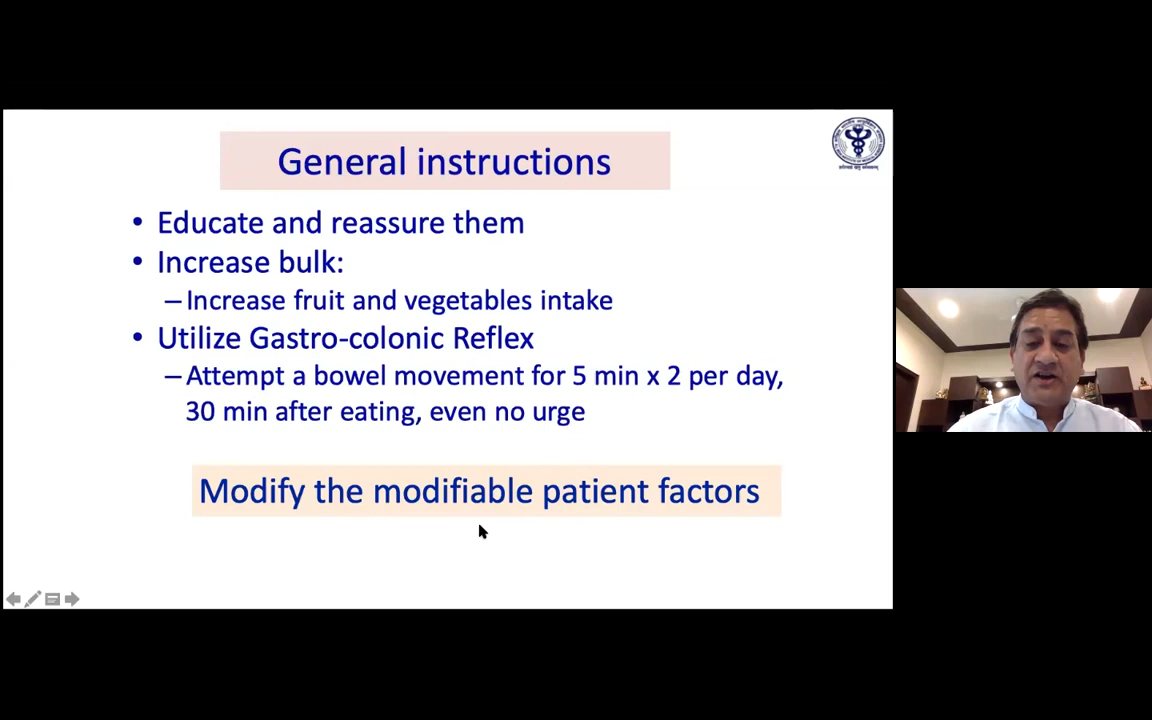 General instructions
• Educate and reassure them
• Increase bulk:
–Increase fruit and vegetables intake
• Utilize Gastro-colonic Reflex
–Attempt a bowel movement for 5 min x 2 per day,
30 min after eating, even no urge
Modify the modifiable patient factors